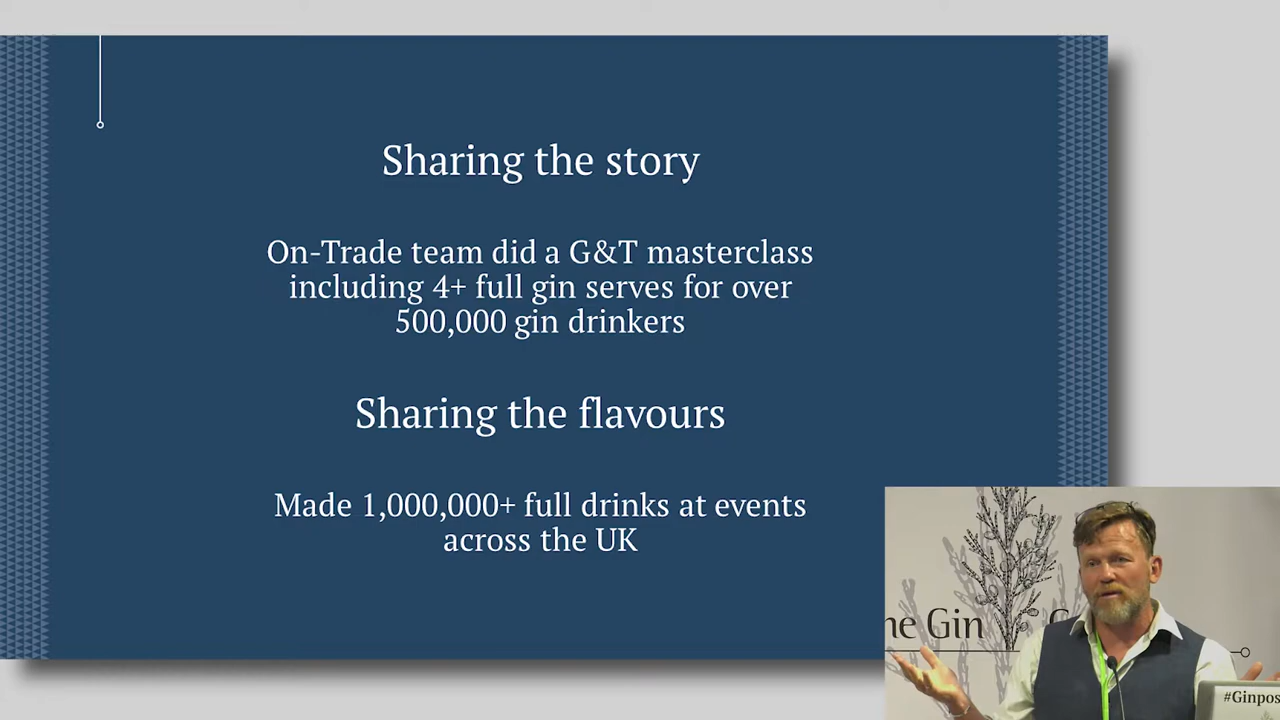 Sharing the story
On-Trade team did a G&T masterclass
including 4+ full gin serves for over
500,000 gin drinkers
Sharing the flavours
Made 1,000,000+ full drinks at events
across the UK
Gin
#Ginpos